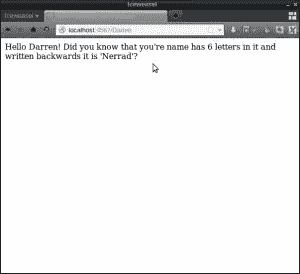 Iceweasel
Iceweasel
localhost:4567/Darren
Hello Darren! Did you know that you're name has 6 letters in it and
written backwards it is 'Nerrad'?